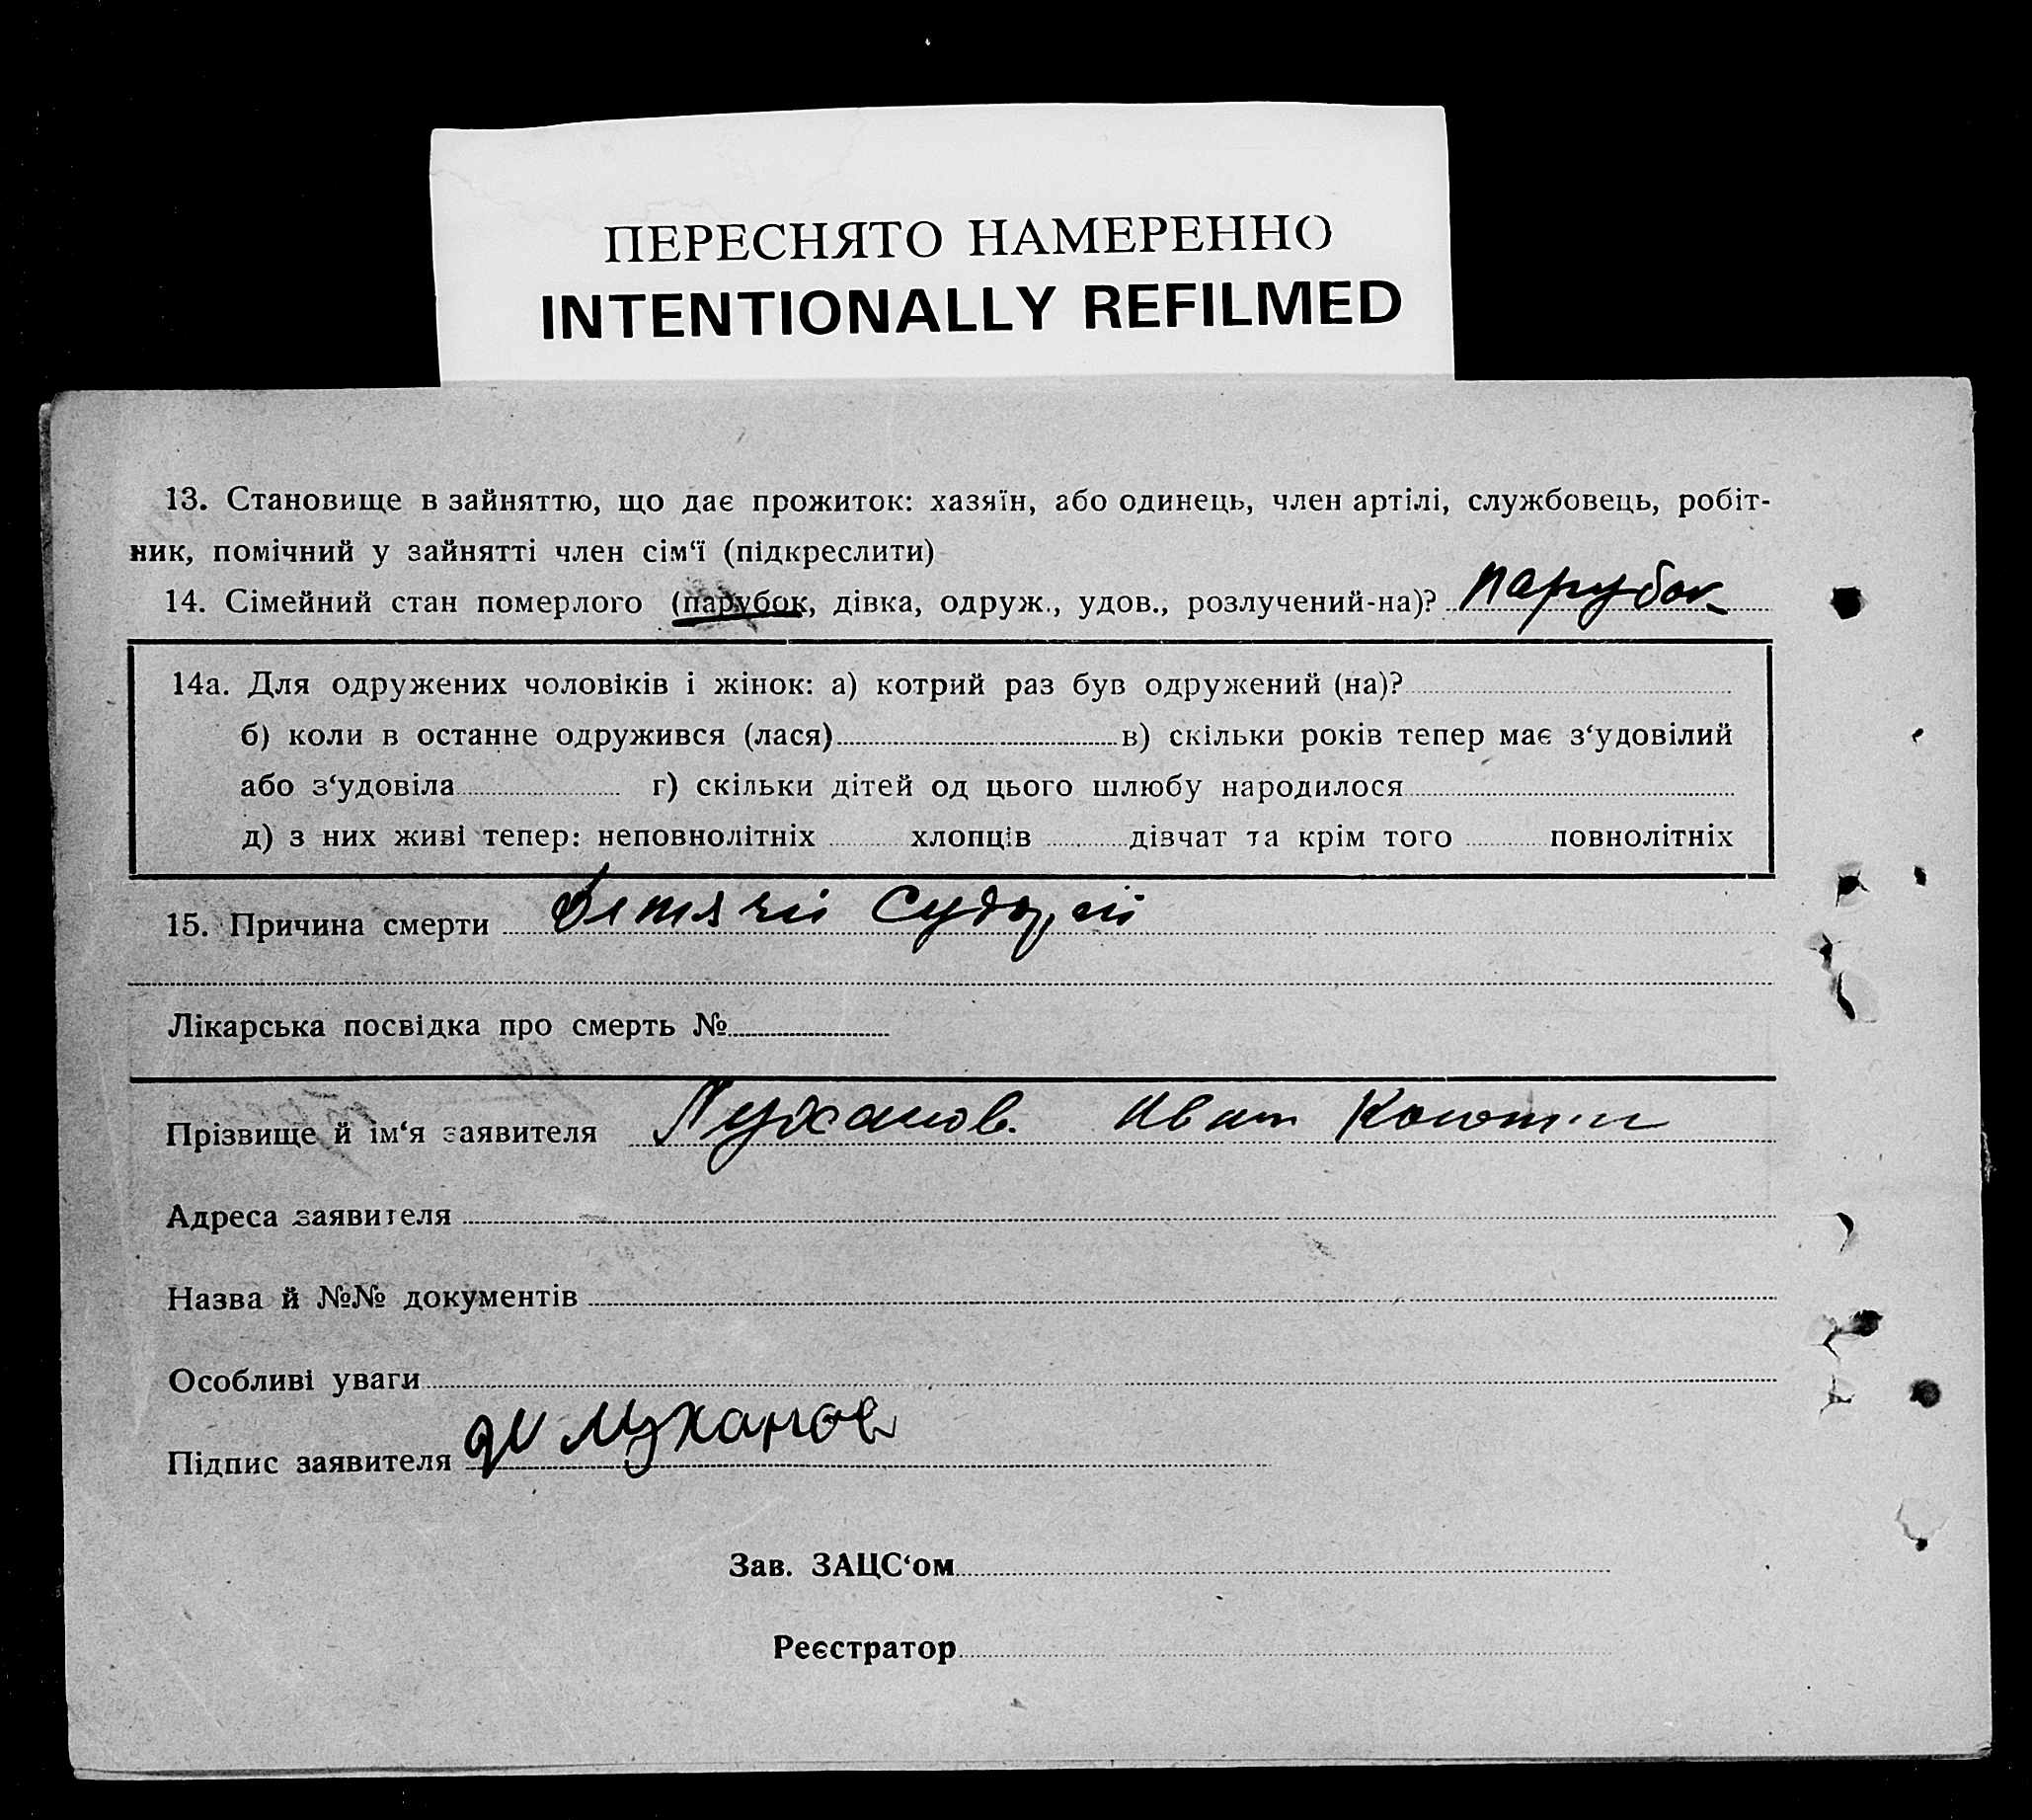 ПЕРЕСНЯТО НАМЕРЕННО
INTENTIONALLY REFILMED
13. Становище в зайняттю, що дає прожиток: хазяїн, або одинець, член артілі, службовець, робіт-
ник, помічний у зайнятті член сім‘ї (підкреслити)
14. Сімейний стан померлого (парубок, дівка, одруж., удов., розлучений-на)? парубок
14а. Для одружених чоловіків і жінок: а) котрий раз був одружений (на)?
б) коли в останнє одружився (лася) в) скільки років тепер має з‘удовілий
або з‘удовіла г) скільки дітей од цього шлюбу народилося
д) з них живі тепер: неповнолітніх хлопців дівчат та крім того повнолітніх
15. Причина смерти
Лікарська посвідка про смерть №
Прізвище й ім‘я заявителя Муханов. Иван
Адреса заявителя
Назва й №№ документів
Особливі уваги
Підпис заявителя Муханов
Зав. ЗАЦС‘ом
Реєстратор